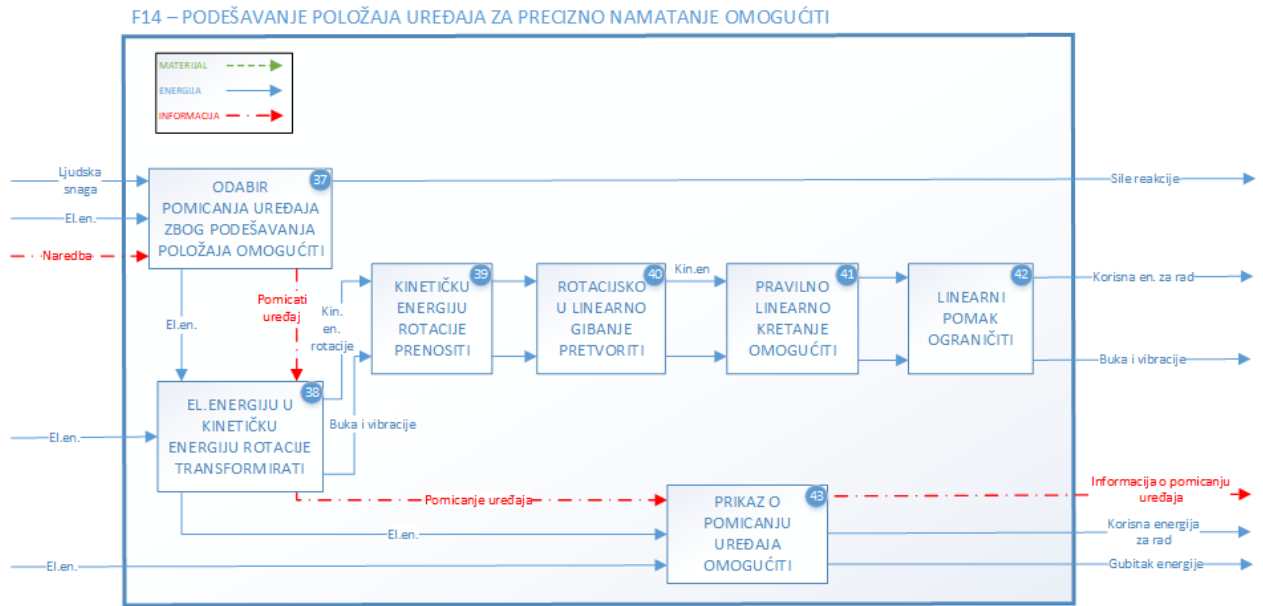 F14 – PODEŠAVANJE POLOŽAJA UREĐAJA ZA PRECIZNO NAMATANJE OMOGUĆITI
MATERIJAL
ENERGIJA
INFORMACIJA
Ljudska
snaga
El.en.
Naredba
37
ODABIR
POMICANJA UREĐAJA
ZBOG PODEŠAVANJA
POLOŽAJA OMOGUĆITI
Sile reakcije
El.en.
Pomicati
uređaj
Kin.
en.
rotacije
39
KINETIČKU
ENERGIJU
ROTACIJE
PRENOSITI
40
ROTACIJSKO
U LINEARNO
GIBANJE
PRETVORITI
Kin.en
41
PRAVILNO
LINEARNO
KRETANJE
OMOGUĆITI
42
LINEARNI
POMAK
OGRANIČITI
Korisna en. za rad
Buka i vibracije
El.en.
38
EL.ENERGIJU U
KINETIČKU
ENERGIJU ROTACIJE
TRANSFORMIRATI
Buka i vibracije
Pomicanje uređaja
El.en.
El.en.
43
PRIKAZ O
POMICANJU
UREĐAJA
OMOGUĆITI
Informacija o pomicanju
uređaja
Korisna energija
za rad
Gubitak energije